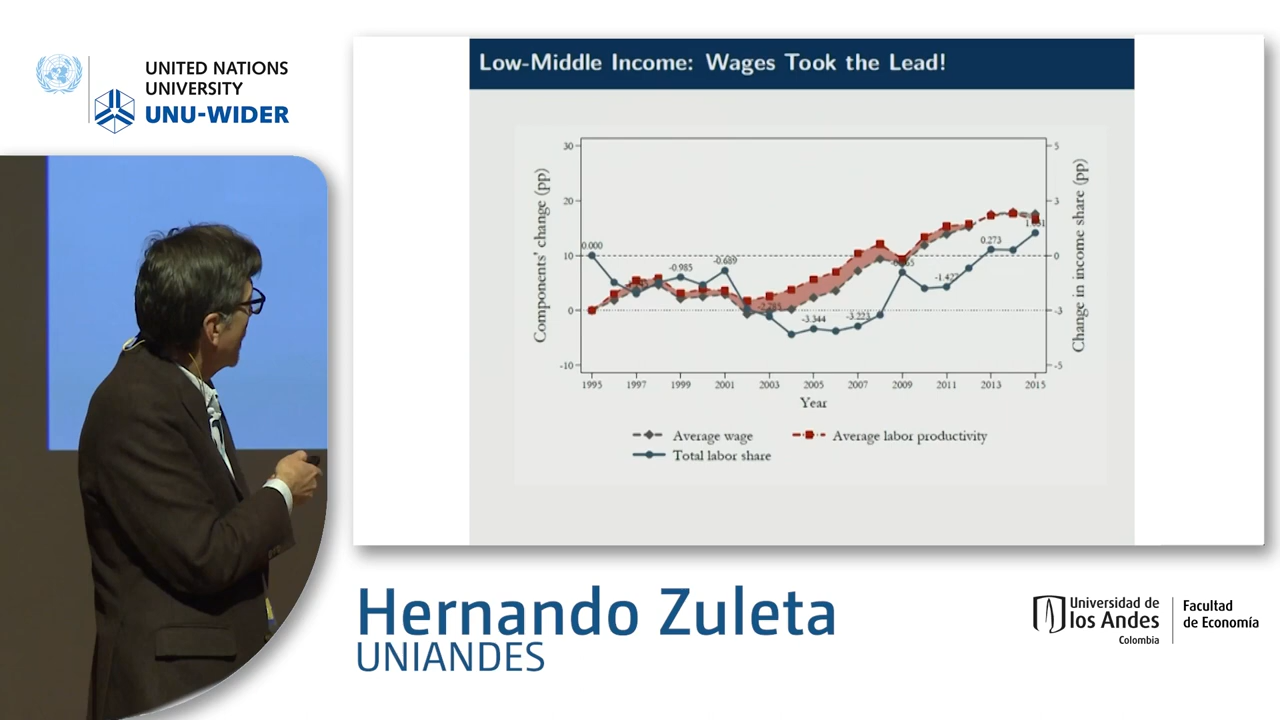 UNITED NATIONS
UNIVERSITY
UNU-WIDER
Low-Middle Income: Wages Took the Lead!
Components' change (pp)
30
20
10
0
-10
Change in income share (pp)
5
3
0
-3
-5
0.000
-0.985
-0.689
-3.344
-3.223
-1.427
0.273
1995
1997
1999
2001
2003
2005
2007
2009
2011
2013
2015
Year
Average wage
Average labor productivity
Total labor share
Hernando Zuleta
UNIANDES
Universidad de
los Andes
Colombia
Facultad
de Economía